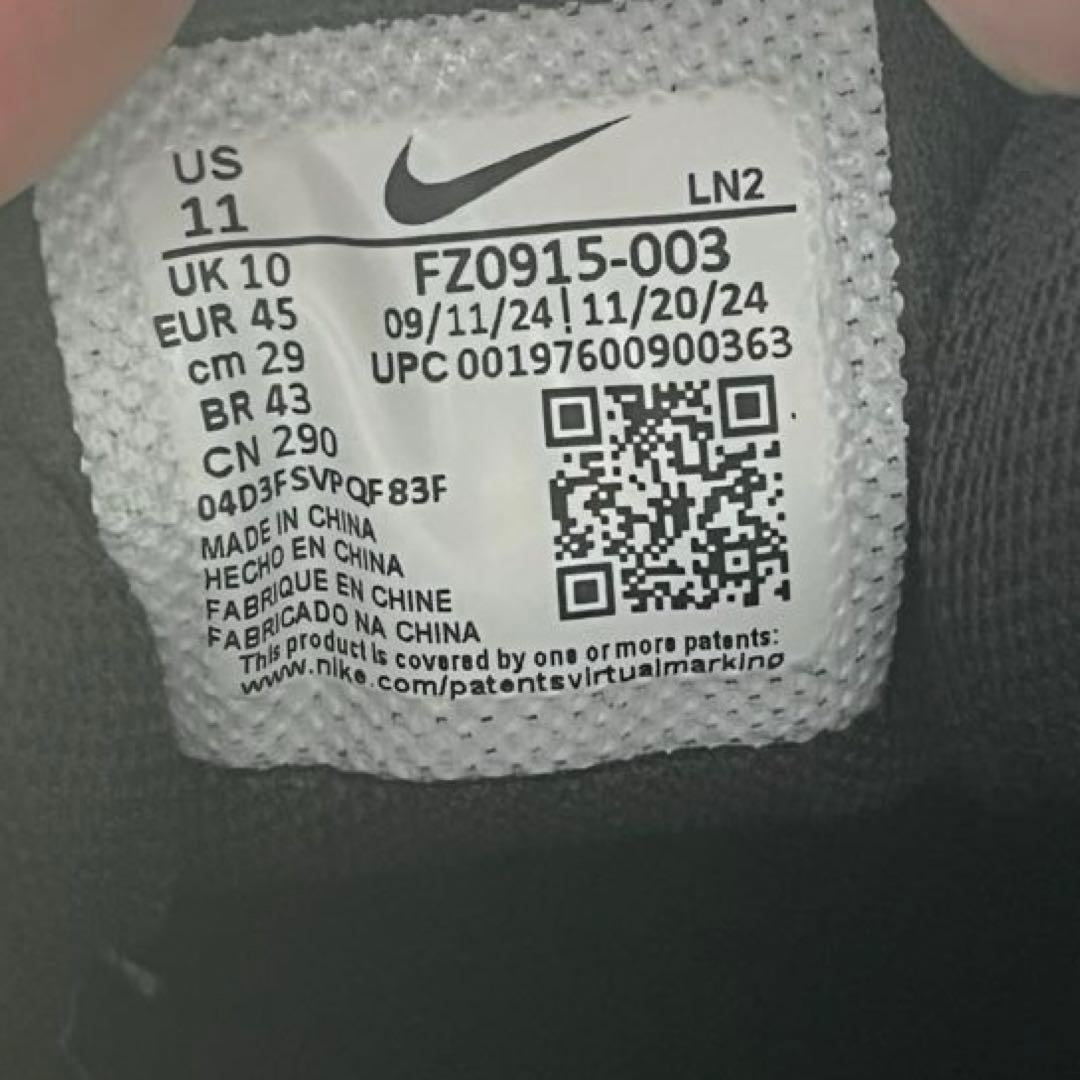 US
11
LN2
UK 10
EUR 45
cm 29
BR 43
CN 290
FZ0915-003
09/11/24 | 11/20/24
UPC 00197600900363
04D3FSVPQF83F
MADE IN CHINA
HECHO EN CHINA
FABRIQUE EN CHINE
FABRICADO NA CHINA
This product is covered by one or more patents:
www.nike.com/patentsvirtualmarking